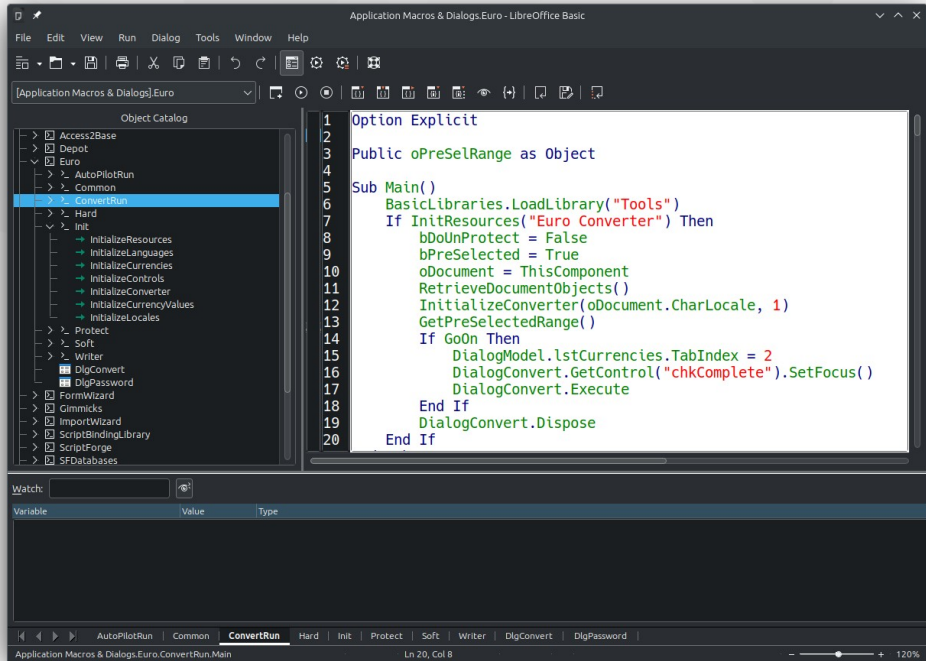 Application Macros & Dialogs.Euro - LibreOffice Basic
File Edit View Run Dialog Tools Window Help
[Application Macros & Dialogs].Euro
Object Catalog
Access2Base
Depot
Euro
AutoPilotRun
Common
ConvertRun
Hard
Init
InitializeResources
InitializeLanguages
InitializeCurrencies
InitializeControls
InitializeConverter
InitializeCurrencyValues
InitializeLocales
Protect
Soft
Writer
DlgConvert
DlgPassword
FormWizard
Gimmicks
ImportWizard
ScriptBindingLibrary
ScriptForge
SFDatabases
1 Option Explicit
2
3 Public oPreSelRange as Object
4
5 Sub Main()
6 BasicLibraries.LoadLibrary("Tools")
7 If InitResources("Euro Converter") Then
8 bDoUnProtect = False
9 bPreSelected = True
10 oDocument = ThisComponent
11 RetrieveDocumentObjects()
12 InitializeConverter(oDocument.CharLocale, 1)
13 GetPreSelectedRange()
14 If GoOn Then
15 DialogModel.lstCurrencies.TabIndex = 2
16 DialogConvert.GetControl("chkComplete").SetFocus()
17 DialogConvert.Execute
18 End If
19 DialogConvert.Dispose
20 End If
Watch:
Variable Value Type
AutoPilotRun Common ConvertRun Hard Init Protect Soft Writer DlgConvert DlgPassword
Application Macros & Dialogs.Euro.ConvertRun.Main Ln 20, Col 8 120%